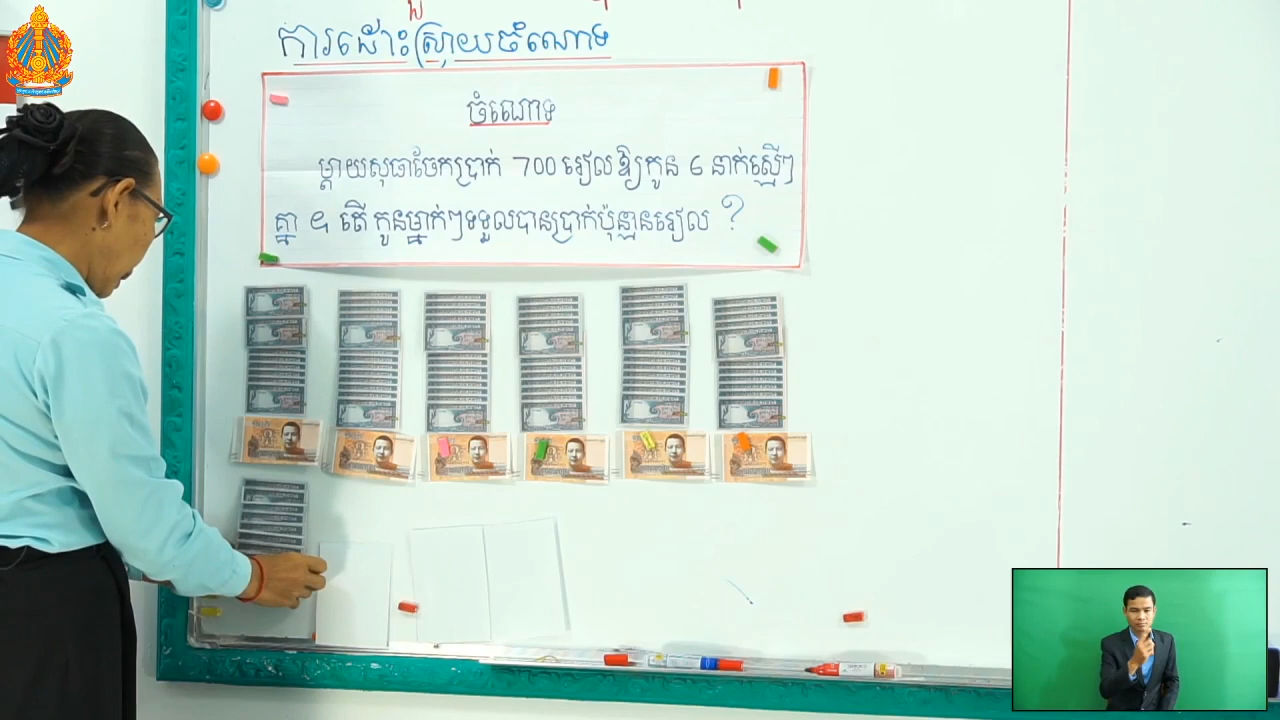 ការដោះស្រាយចំណោទ
ចំណោទ
ម្ដាយសុធាចែកប្រាក់ 700 រៀលឱ្យកូន ៦ នាក់ស្មើៗ
គ្នា ។ តើ កូនម្នាក់ៗទទួលបានប្រាក់ប៉ុន្មានរៀល ?